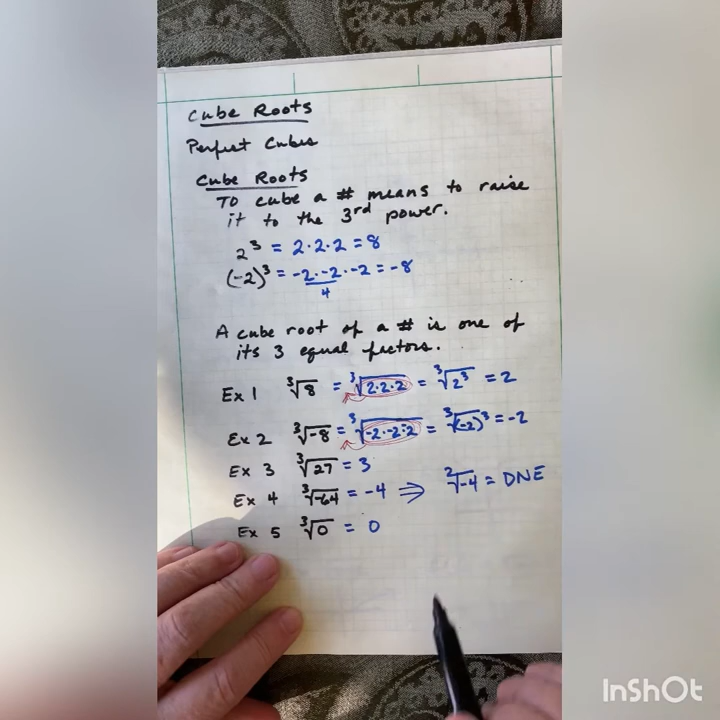 Cube Roots
Perfect Cubes
Cube Roots
To cube a # means to raise
it to the 3rd power.
2³ = 2·2·2 = 8
(-2)³ = -2·-2·-2 = -8
4
A cube root of a # is one of
its 3 equal factors.
Ex 1 ∛8 = ∛2·2·2 = ∛2³ = 2
Ex 2 ∛-8 = ∛-2·-2·-2 = ∛(-2)³ = -2
Ex 3 ∛27 = 3
Ex 4 ∛-64 = -4 ⇒ ²√-4 = DNE
Ex 5 ∛0 = 0
InShOt